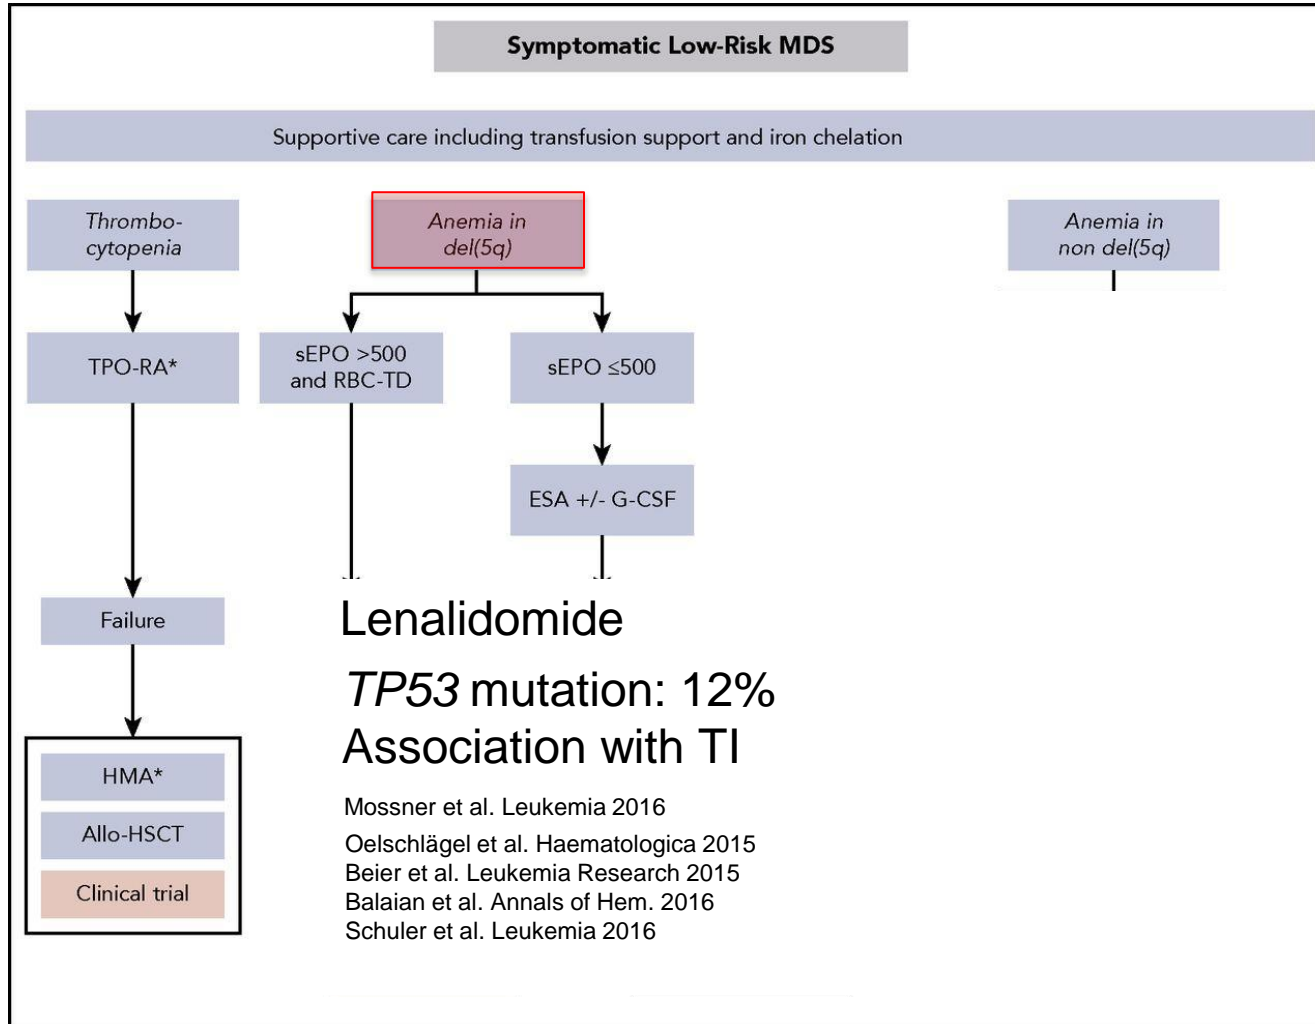 Symptomatic Low-Risk MDS
Supportive care including transfusion support and iron chelation
Thrombo-
cytopenia
Anemia in
del(5q)
Anemia in
non del(5q)
TPO-RA*
sEPO >500
and RBC-TD
sEPO ≤500
ESA +/- G-CSF
Failure
Lenalidomide
TP53 mutation: 12%
Association with TI
HMA*
Allo-HSCT
Clinical trial
Mossner et al. Leukemia 2016
Oelschlägel et al. Haematologica 2015
Beier et al. Leukemia Research 2015
Balaian et al. Annals of Hem. 2016
Schuler et al. Leukemia 2016